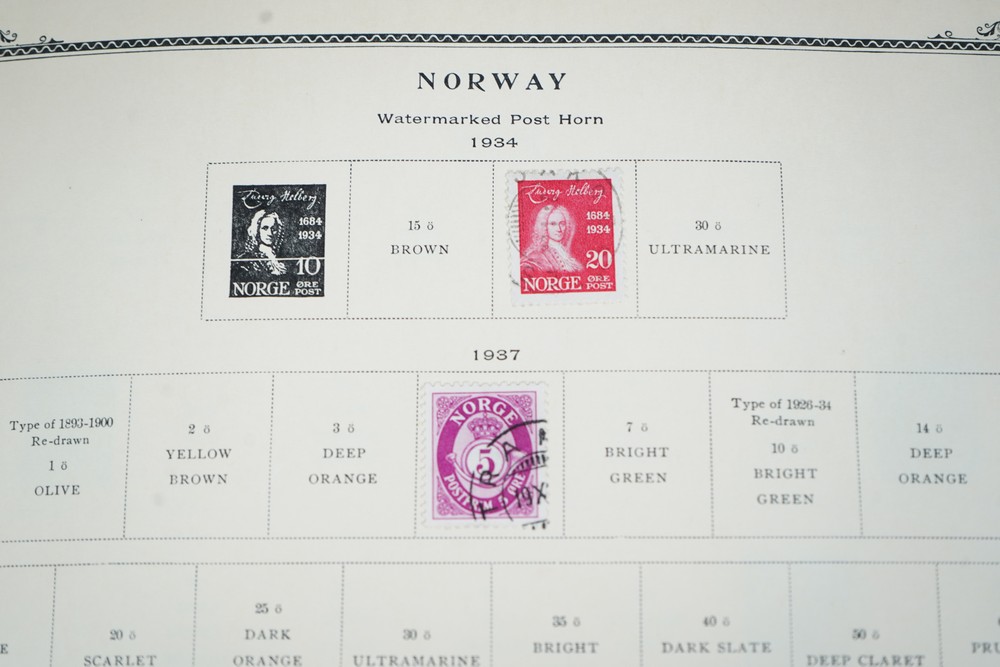 NORWAY
Watermarked Post Horn
1934
Ludvig Holberg
1684
1934
10
NORGE ØRE POST
15 ö
BROWN
Ludvig Holberg
1684
1934
20
NORGE ØRE POST
30 ö
ULTRAMARINE
1937
Type of 1893-1900
Re-drawn
1 ö
OLIVE
2 ö
YELLOW
BROWN
3 ö
DEEP
ORANGE
NORGE
5
7 ö
BRIGHT
GREEN
Type of 1926-34
Re-drawn
10 ö
BRIGHT
GREEN
14 ö
DEEP
ORANGE
20 ö
SCARLET
25 ö
DARK
ORANGE
30 ö
ULTRAMARINE
35 ö
BRIGHT
40 ö
DARK SLATE
50 ö
DEEP CLARET